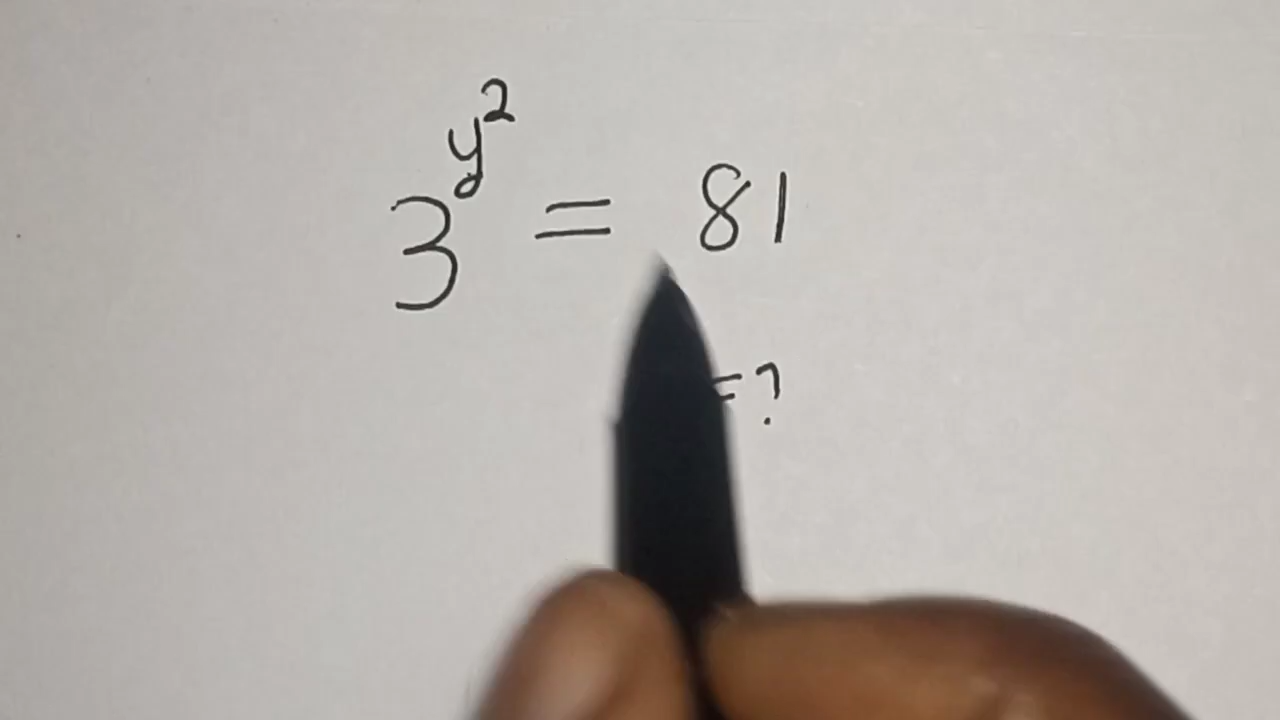 3^{y^2} = 81
= ?